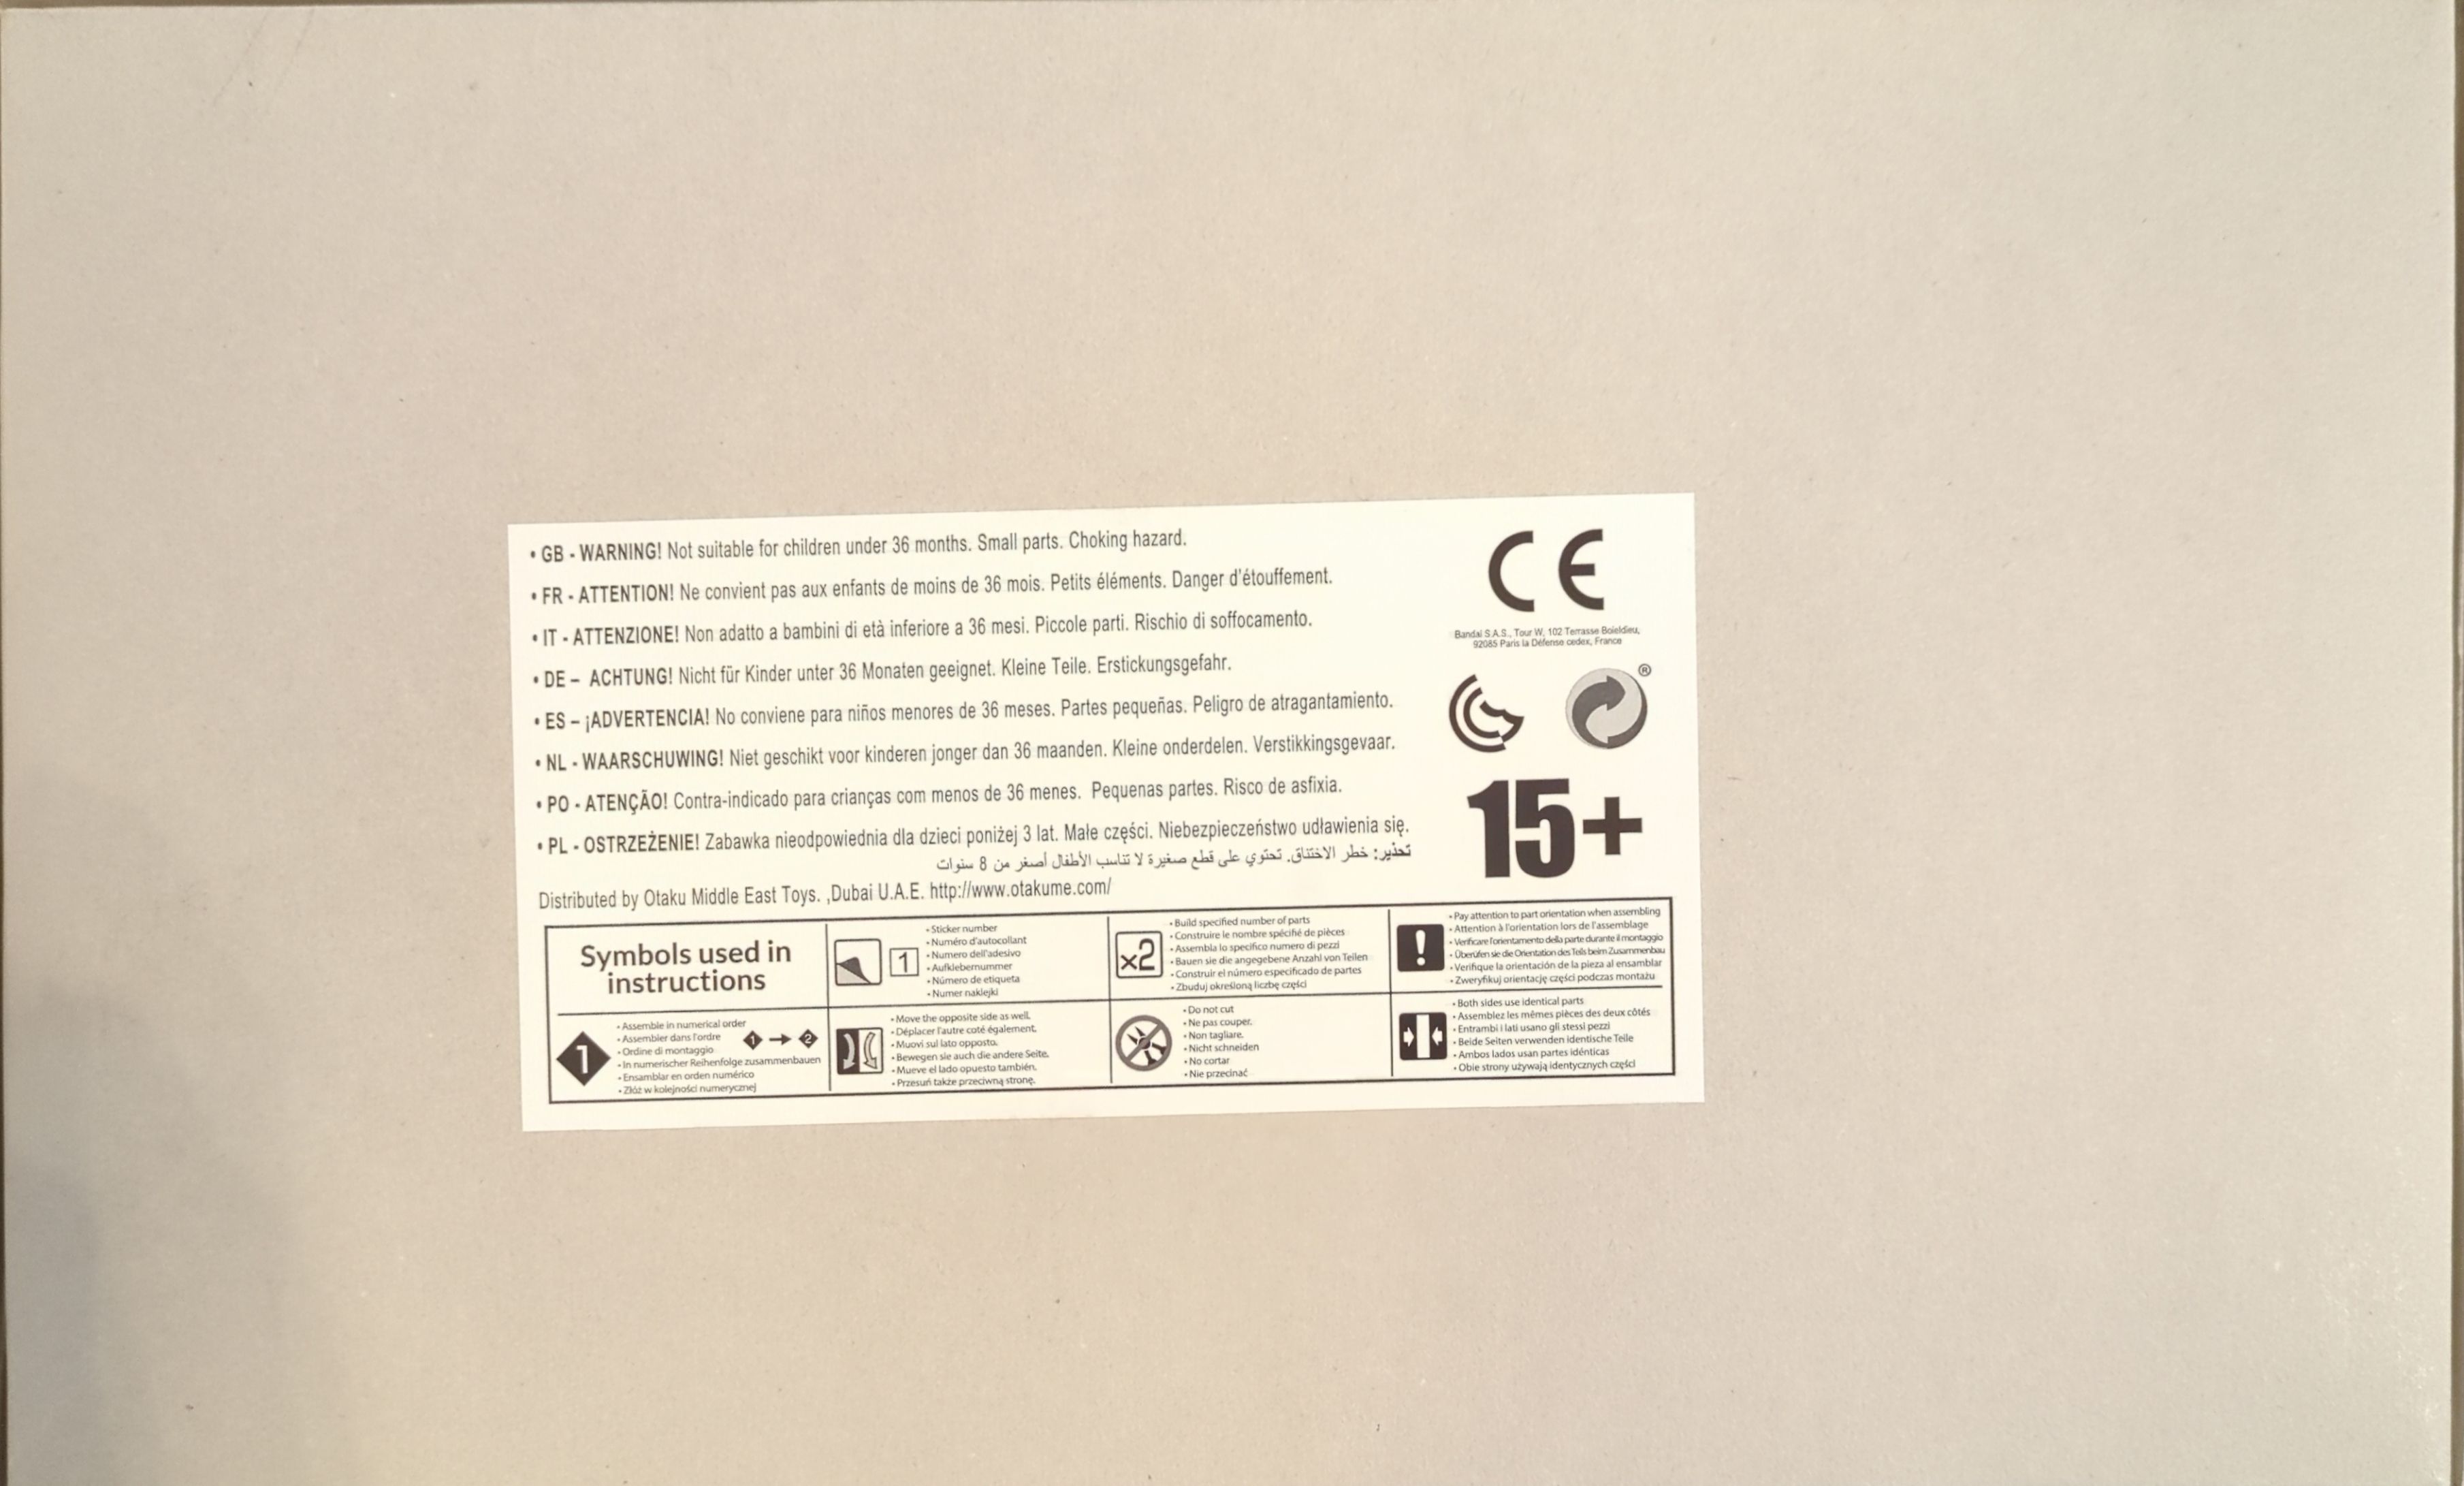 • GB - WARNING! Not suitable for children under 36 months. Small parts. Choking hazard.
• FR - ATTENTION! Ne convient pas aux enfants de moins de 36 mois. Petits éléments. Danger d'étouffement.
• IT - ATTENZIONE! Non adatto a bambini di età inferiore a 36 mesi. Piccole parti. Rischio di soffocamento.
• DE – ACHTUNG! Nicht für Kinder unter 36 Monaten geeignet. Kleine Teile. Erstickungsgefahr.
• ES – ¡ADVERTENCIA! No conviene para niños menores de 36 meses. Partes pequeñas. Peligro de atragantamiento.
• NL - WAARSCHUWING! Niet geschikt voor kinderen jonger dan 36 maanden. Kleine onderdelen. Verstikkingsgevaar.
• PO - ATENÇÃO! Contra-indicado para crianças com menos de 36 menes. Pequenas partes. Risco de asfixia.
• PL - OSTRZEŻENIE! Zabawka nieodpowiednia dla dzieci poniżej 3 lat. Małe części. Niebezpieczeństwo udławienia się.
تحذير: خطر الاختناق. تحتوي على قطع صغيرة لا تناسب الأطفال أصغر من 8 سنوات
Distributed by Otaku Middle East Toys. ,Dubai U.A.E. http://www.otakume.com/
CE
Bandai S.A.S., Tour W, 102 Terrasse Boieldieu,
92085 Paris la Défense cedex, France
®
15+
Symbols used in
instructions
1
• Sticker number
• Numéro d'autocollant
• Numero dell'adesivo
• Aufklebernummer
• Número de etiqueta
• Numer naklejki
x2
• Build specified number of parts
• Construire le nombre spécifié de pièces
• Assembla lo specifico numero di pezzi
• Bauen sie die angegebene Anzahl von Teilen
• Construir el número especificado de partes
• Zbuduj określoną liczbę części
!
• Pay attention to part orientation when assembling
• Attention à l'orientation lors de l'assemblage
• Verificare l'orientamento della parte durante il montaggio
• Überüfen sie die Orientation des Teils beim Zusammenbau
• Verifique la orientación de la pieza al ensamblar
• Zweryfikuj orientację części podczas montażu
1
• Assemble in numerical order
• Assembler dans l'ordre
• Ordine di montaggio
• In numerischer Reihenfolge zusammenbauen
• Ensamblar en orden numérico
• Złóż w kolejności numerycznej
1 → 2
• Move the opposite side as well.
• Déplacer l'autre coté également.
• Muovi sul lato opposto.
• Bewegen sie auch die andere Seite.
• Mueve el lado opuesto también.
• Przesuń także przeciwną stronę.
• Do not cut
• Ne pas couper.
• Non tagliare.
• Nicht schneiden
• No cortar
• Nie przecinać
• Both sides use identical parts
• Assemblez les mêmes pièces des deux côtés
• Entrambi i lati usano gli stessi pezzi
• Beide Seiten verwenden identische Teile
• Ambos lados usan partes idénticas
• Obie strony używają identycznych części